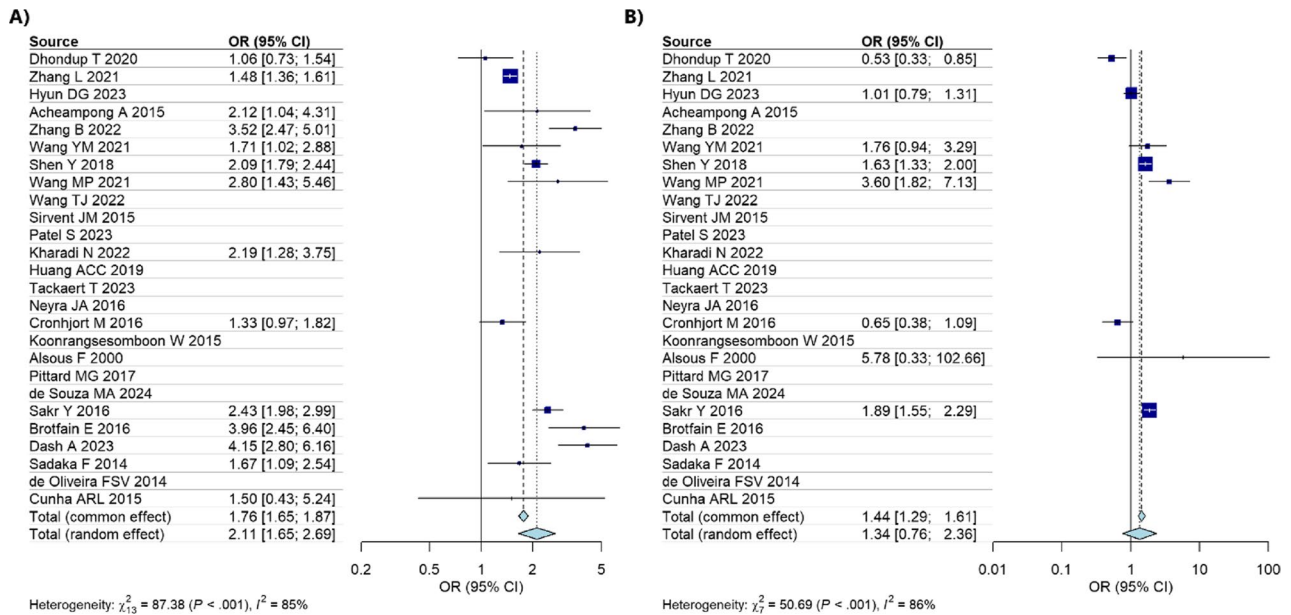 A)
Source OR (95% CI)
Dhondup T 2020 1.06 [0.73; 1.54]
Zhang L 2021 1.48 [1.36; 1.61]
Hyun DG 2023
Acheampong A 2015 2.12 [1.04; 4.31]
Zhang B 2022 3.52 [2.47; 5.01]
Wang YM 2021 1.71 [1.02; 2.88]
Shen Y 2018 2.09 [1.79; 2.44]
Wang MP 2021 2.80 [1.43; 5.46]
Wang TJ 2022
Sirvent JM 2015
Patel S 2023
Kharadi N 2022 2.19 [1.28; 3.75]
Huang ACC 2019
Tackaert T 2023
Neyra JA 2016
Cronhjort M 2016 1.33 [0.97; 1.82]
Koonrangsesomboon W 2015
Alsous F 2000
Pittard MG 2017
de Souza MA 2024
Sakr Y 2016 2.43 [1.98; 2.99]
Brotfain E 2016 3.96 [2.45; 6.40]
Dash A 2023 4.15 [2.80; 6.16]
Sadaka F 2014 1.67 [1.09; 2.54]
de Oliveira FSV 2014
Cunha ARL 2015 1.50 [0.43; 5.24]
Total (common effect) 1.76 [1.65; 1.87]
Total (random effect) 2.11 [1.65; 2.69]
0.2 0.5 1 2 5
OR (95% CI)
Heterogeneity: χ²₁₃ = 87.38 (P < .001), I² = 85%
B)
Source OR (95% CI)
Dhondup T 2020 0.53 [0.33; 0.85]
Zhang L 2021
Hyun DG 2023 1.01 [0.79; 1.31]
Acheampong A 2015
Zhang B 2022
Wang YM 2021 1.76 [0.94; 3.29]
Shen Y 2018 1.63 [1.33; 2.00]
Wang MP 2021 3.60 [1.82; 7.13]
Wang TJ 2022
Sirvent JM 2015
Patel S 2023
Kharadi N 2022
Huang ACC 2019
Tackaert T 2023
Neyra JA 2016
Cronhjort M 2016 0.65 [0.38; 1.09]
Koonrangsesomboon W 2015
Alsous F 2000 5.78 [0.33; 102.66]
Pittard MG 2017
de Souza MA 2024
Sakr Y 2016 1.89 [1.55; 2.29]
Brotfain E 2016
Dash A 2023
Sadaka F 2014
de Oliveira FSV 2014
Cunha ARL 2015
Total (common effect) 1.44 [1.29; 1.61]
Total (random effect) 1.34 [0.76; 2.36]
0.01 0.1 1 10 100
OR (95% CI)
Heterogeneity: χ²₇ = 50.69 (P < .001), I² = 86%